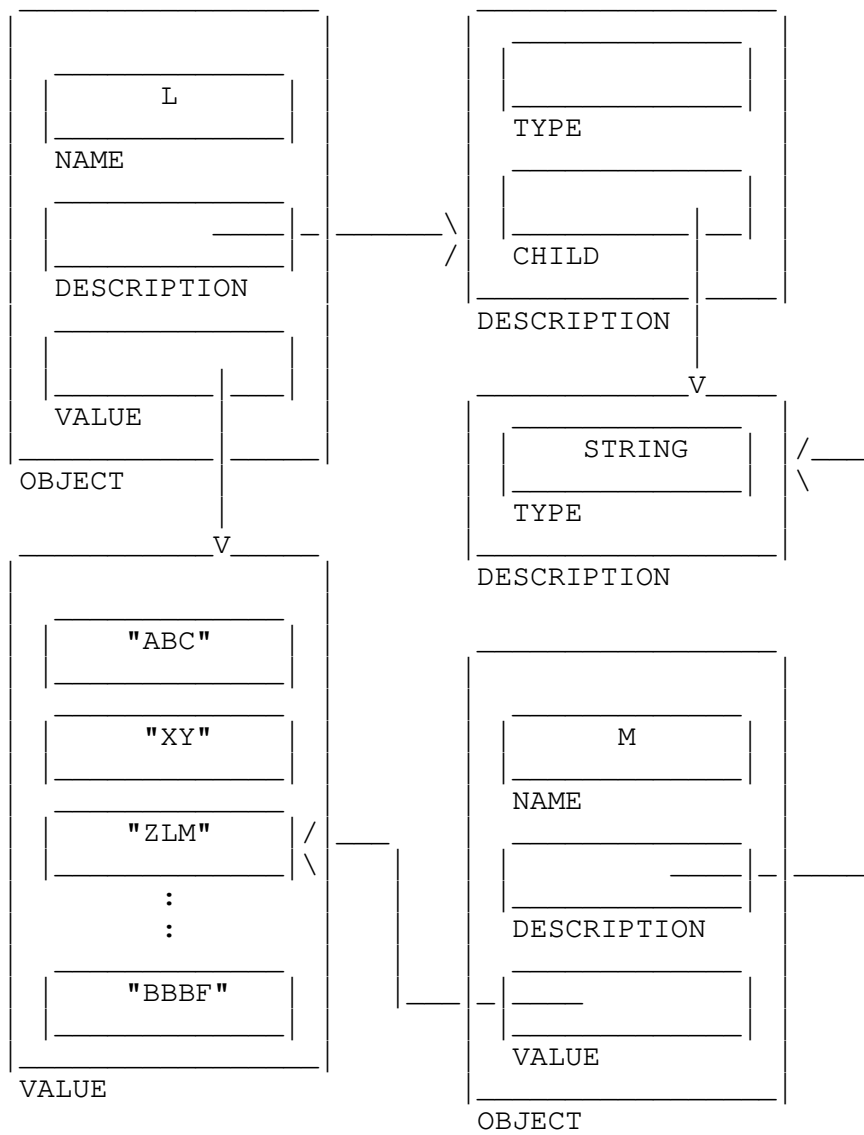 L
NAME
DESCRIPTION
VALUE
OBJECT
TYPE
CHILD
DESCRIPTION
STRING
TYPE
DESCRIPTION
"ABC"
"XY"
"ZLM"
:
:
"BBBF"
VALUE
M
NAME
DESCRIPTION
VALUE
OBJECT